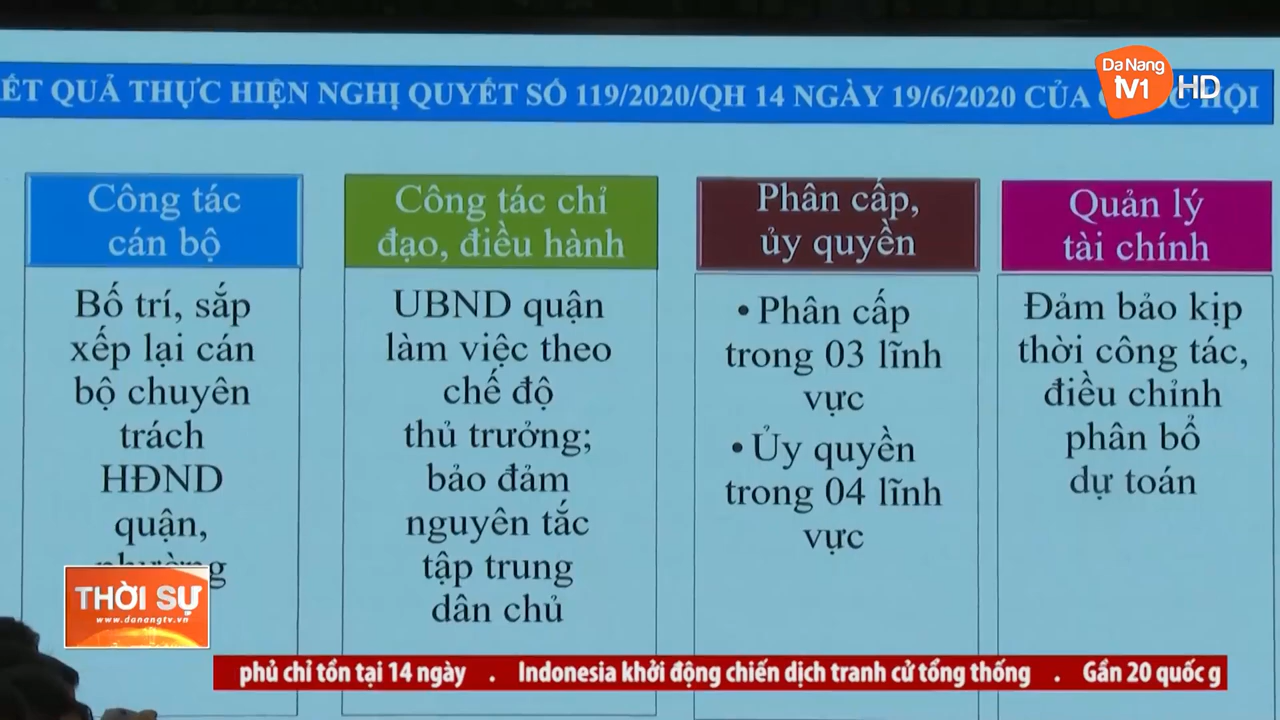 Da Nang
tv1 HD
ẾT QUẢ THỰC HIỆN NGHỊ QUYẾT SỐ 119/2020/QH 14 NGÀY 19/6/2020 CỦA HỘI
Công tác
cán bộ
Bố trí, sắp
xếp lại cán
bộ chuyên
trách
HĐND
quận,
phường
Công tác chỉ
đạo, điều hành
UBND quận
làm việc theo
chế độ
thủ trưởng;
bảo đảm
nguyên tắc
tập trung
dân chủ
Phân cấp,
ủy quyền
• Phân cấp
trong 03 lĩnh
vực
• Ủy quyền
trong 04 lĩnh
vực
Quản lý
tài chính
Đảm bảo kịp
thời công tác,
điều chỉnh
phân bổ
dự toán
THỜI SỰ
www.danangtv.vn
phủ chỉ tồn tại 14 ngày . Indonesia khởi động chiến dịch tranh cử tổng thống . Gần 20 quốc g